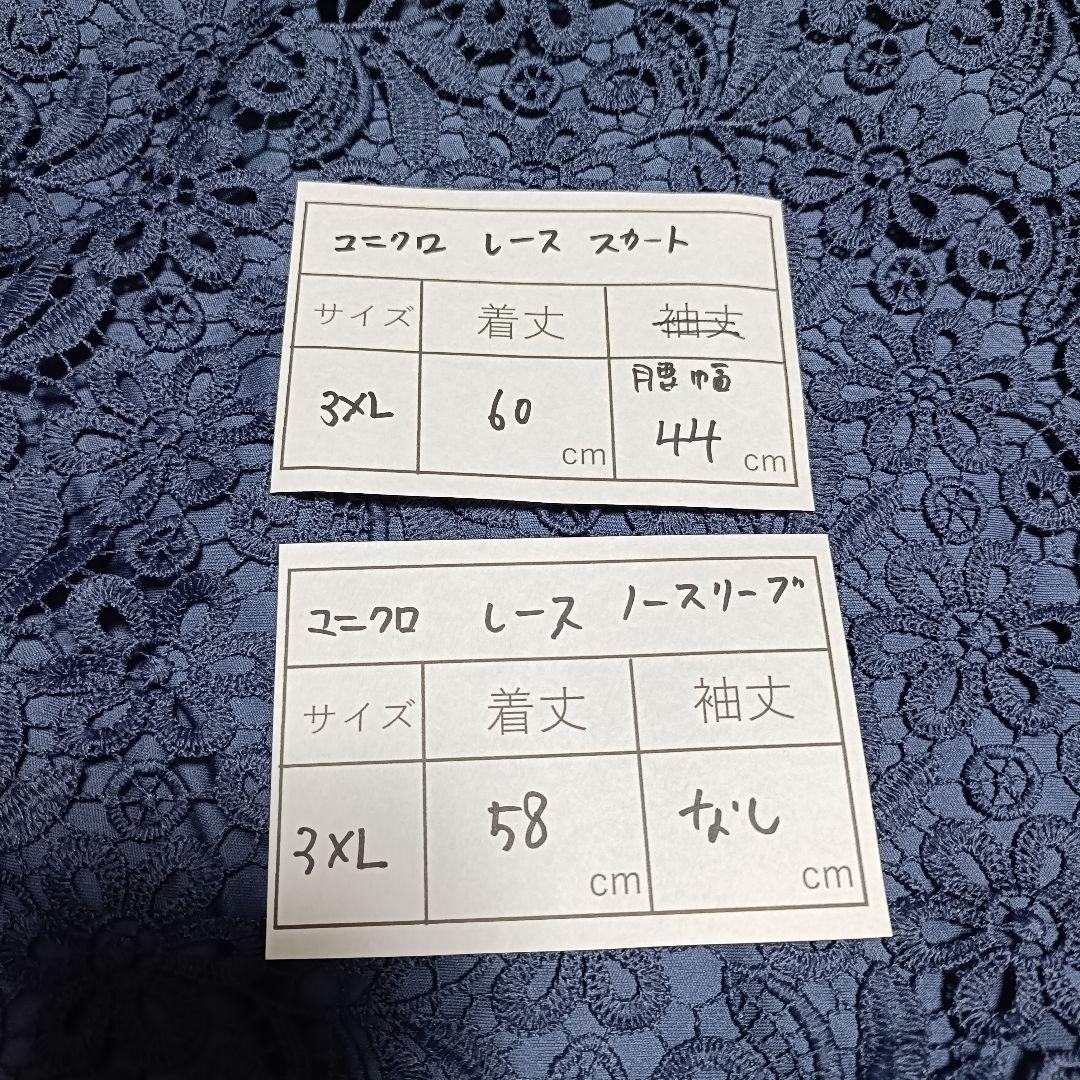 ユニクロ レース スカート
サイズ 着丈 袖丈
腰幅
3XL 60 cm 44 cm
ユニクロ レース ノースリーブ
サイズ 着丈 袖丈
3XL 58 cm なし cm